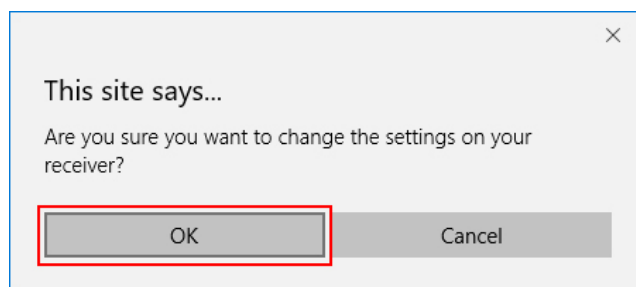 This site says...
Are you sure you want to change the settings on your
receiver?
OK
Cancel